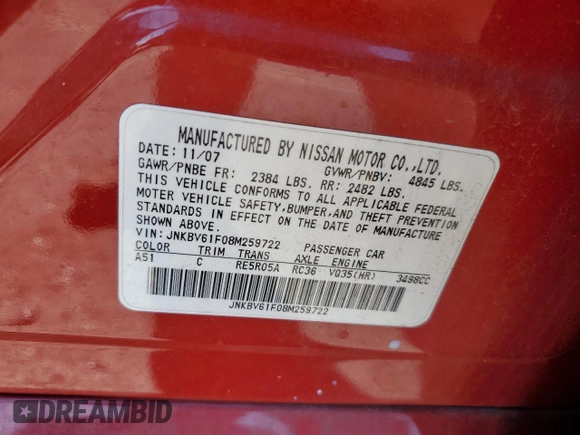 MANUFACTURED BY NISSAN MOTOR CO.,LTD.
DATE: 11/07 GVWR/PNBV: 4845 LBS.
GAWR/PNBE FR: 2384 LBS. RR: 2482 LBS.
THIS VEHICLE CONFORMS TO ALL APPLICABLE FEDERAL
MOTOR VEHICLE SAFETY,BUMPER,AND THEFT PREVENTION
STANDARDS IN EFFECT ON THE DATE OF MANUFACTURE
SHOWN ABOVE.
VIN: JNKBV61F08M259722 PASSENGER CAR
COLOR TRIM TRANS AXLE ENGINE
A51 C RE5R05A RC36 VQ35(HR) 3498CC
JNKBV61F08M259722
DREAMBID